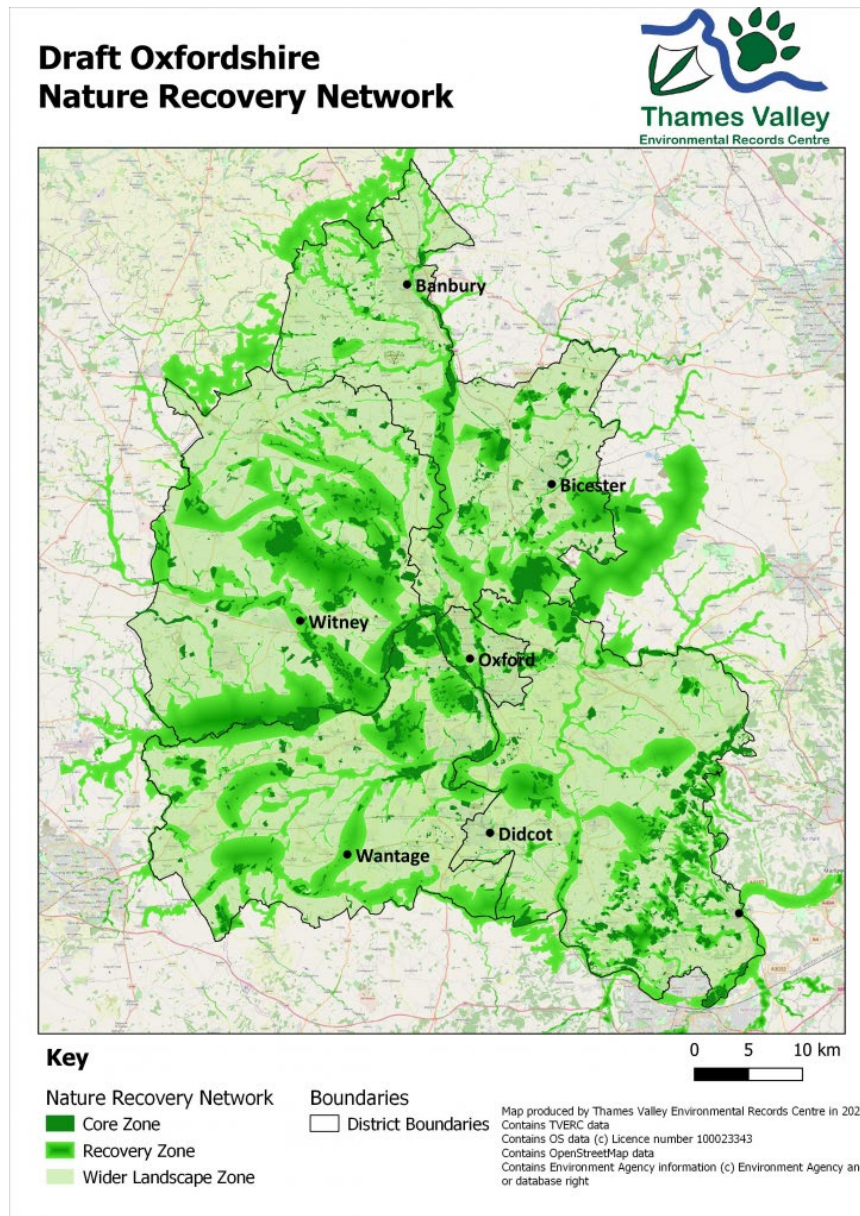 Draft Oxfordshire
Nature Recovery Network
Thames Valley
Environmental Records Centre
Banbury
Bicester
Witney
Oxford
Didcot
Wantage
Key
0 5 10 km
Nature Recovery Network
Core Zone
Recovery Zone
Wider Landscape Zone
Boundaries
District Boundaries
Map produced by Thames Valley Environmental Records Centre in 202
Contains TVERC data
Contains OS data (c) Licence number 100023343
Contains OpenStreetMap data
Contains Environment Agency information (c) Environment Agency an
or database right